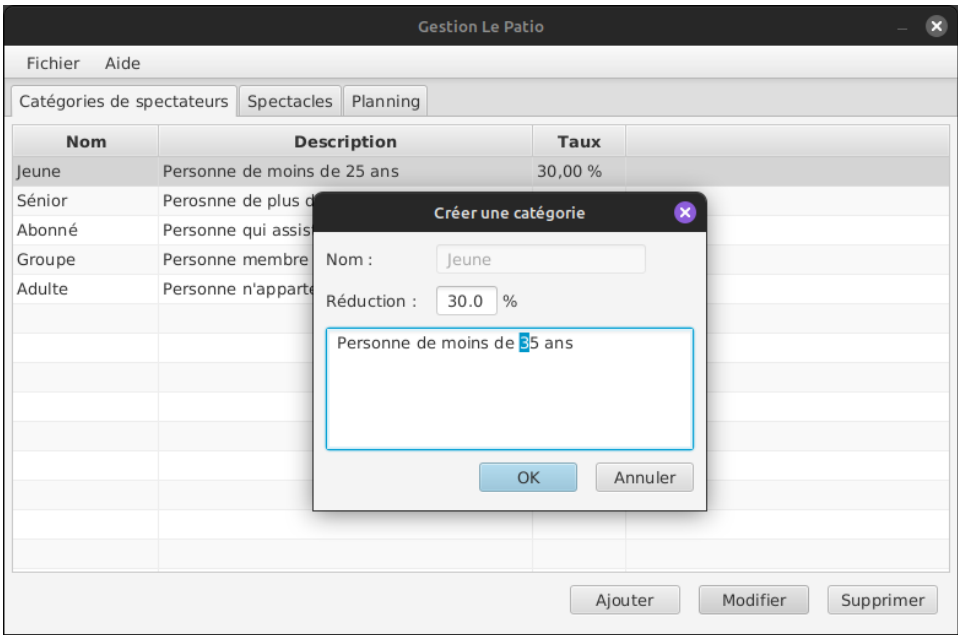 Gestion Le Patio
Fichier Aide
Catégories de spectateurs Spectacles Planning
Nom Description Taux
Jeune Personne de moins de 25 ans 30,00 %
Sénior Perosnne de plus d
Abonné Personne qui assis
Groupe Personne membre
Adulte Personne n'apparte
Créer une catégorie
Nom : Jeune
Réduction : 30.0 %
Personne de moins de 35 ans
OK Annuler
Ajouter Modifier Supprimer